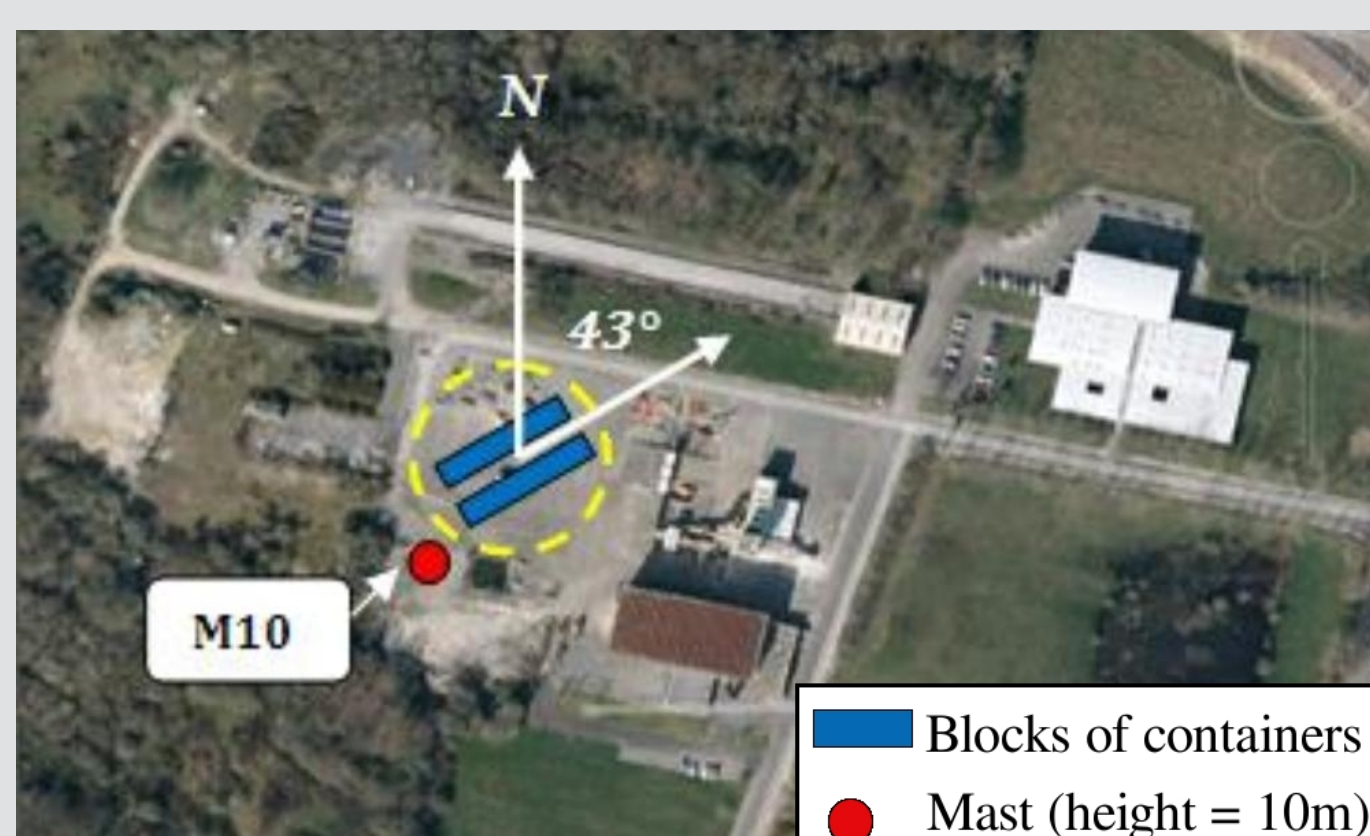 N
43°
M10
Blocks of containers
Mast (height = 10m)